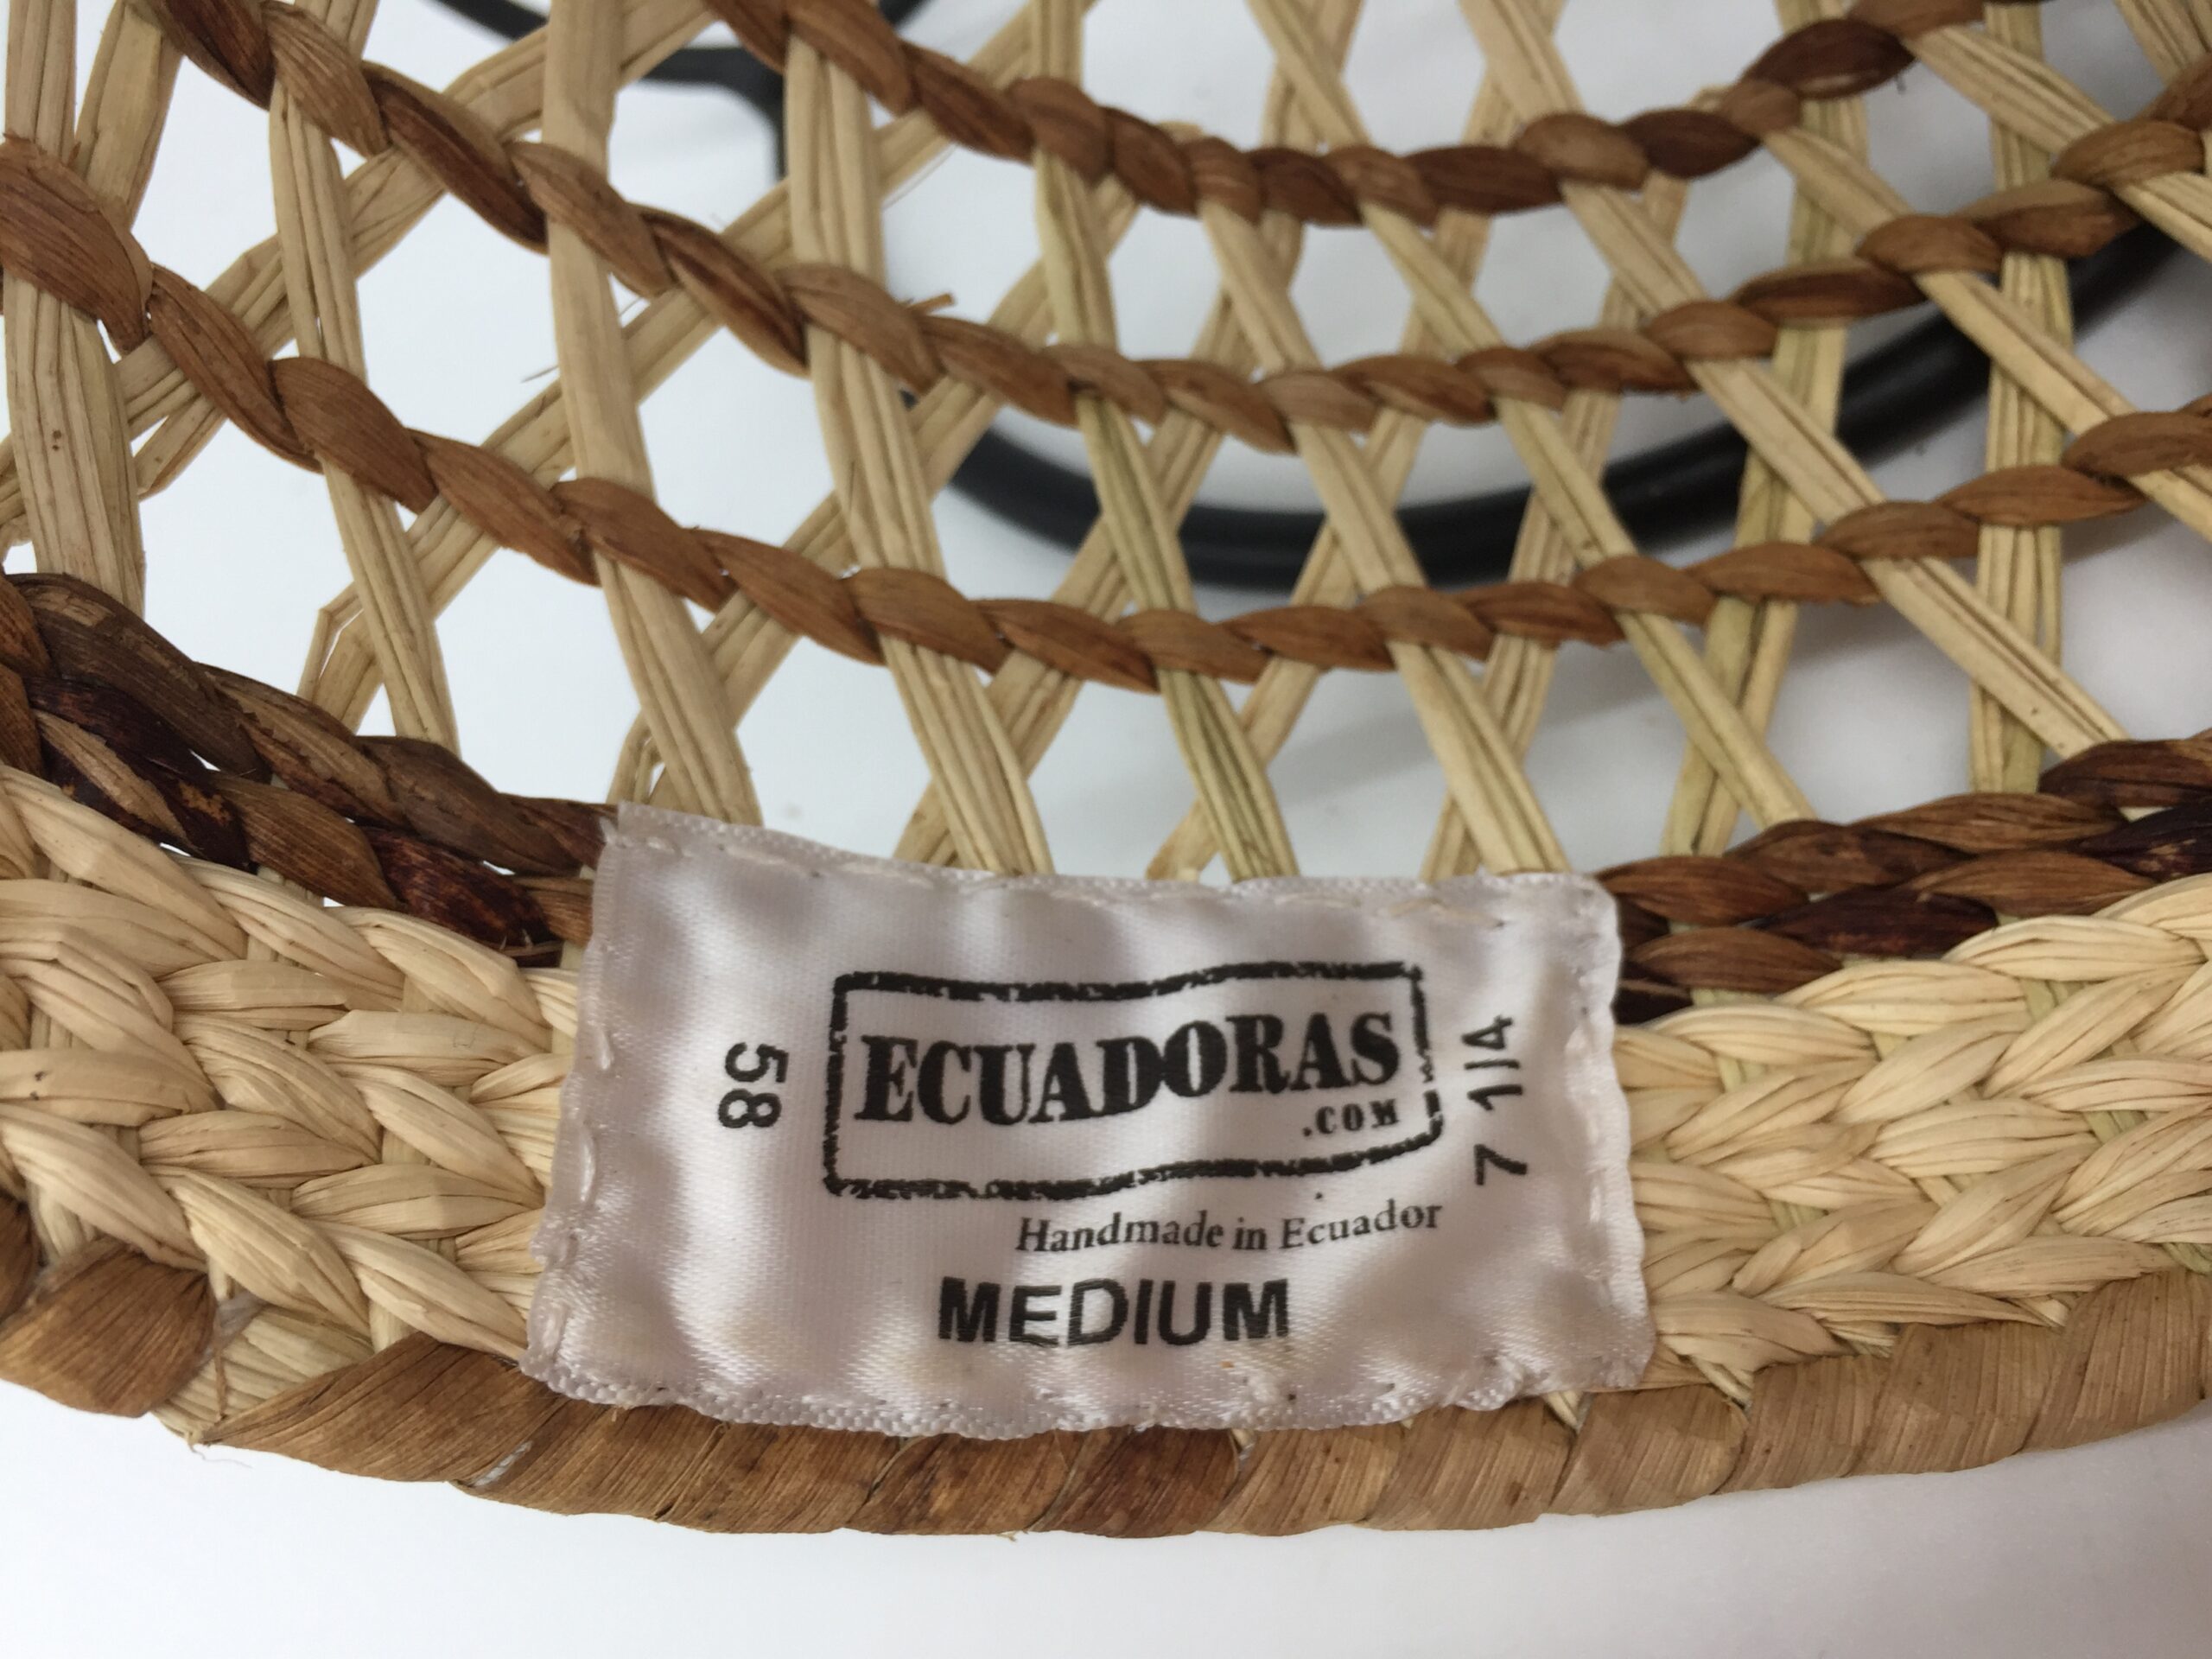 58
ECUADORAS
.COM
7 1/4
Handmade in Ecuador
MEDIUM